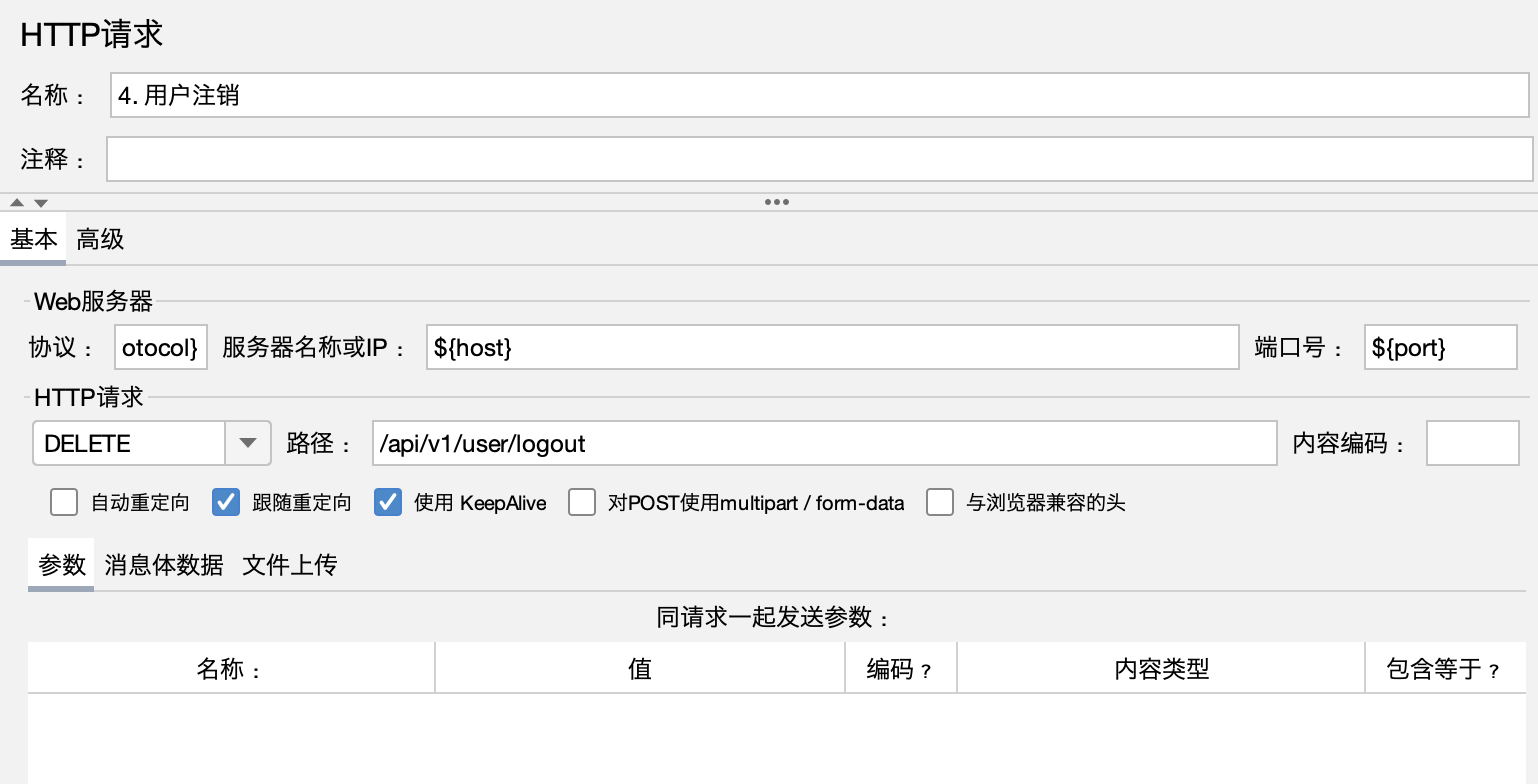 HTTP请求
名称： 4. 用户注销
注释：
基本 高级
Web服务器
协议： otocol} 服务器名称或IP： ${host} 端口号： ${port}
HTTP请求
DELETE 路径： /api/v1/user/logout 内容编码：
自动重定向 跟随重定向 使用 KeepAlive 对POST使用multipart / form-data 与浏览器兼容的头
参数 消息体数据 文件上传
同请求一起发送参数：
名称： 值 编码？ 内容类型 包含等于？